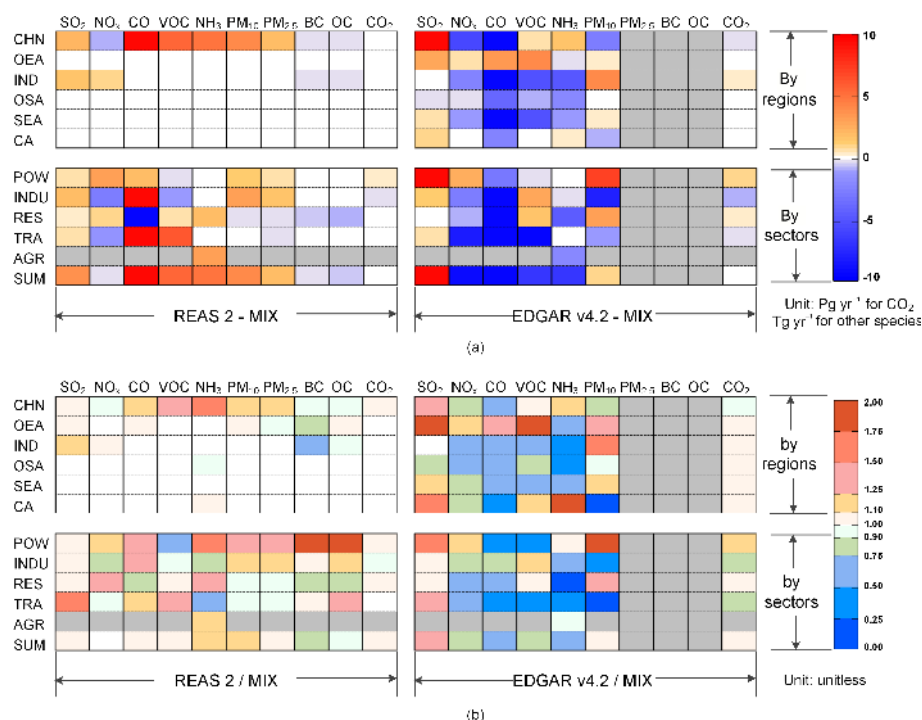 SO₂ NOₓ CO VOC NH₃ PM₁₀ PM₂.₅ BC OC CO₂ SO₂ NOₓ CO VOC NH₃ PM₁₀ PM₂.₅ BC OC CO₂
CHN
OEA
IND
OSA
SEA
CA
By
regions
POW
INDU
RES
TRA
AGR
SUM
By
sectors
10
5
0
-5
-10
REAS 2 - MIX
EDGAR v4.2 - MIX
Unit: Pg yr⁻¹ for CO₂
Tg yr⁻¹ for other species
(a)
SO₂ NOₓ CO VOC NH₃ PM₁₀ PM₂.₅ BC OC CO₂ SO₂ NOₓ CO VOC NH₃ PM₁₀ PM₂.₅ BC OC CO₂
CHN
OEA
IND
OSA
SEA
CA
by
regions
POW
INDU
RES
TRA
AGR
SUM
by
sectors
2.00
1.75
1.50
1.25
1.10
1.00
0.90
0.75
0.50
0.25
0.00
REAS 2 / MIX
EDGAR v4.2 / MIX
Unit: unitless
(b)